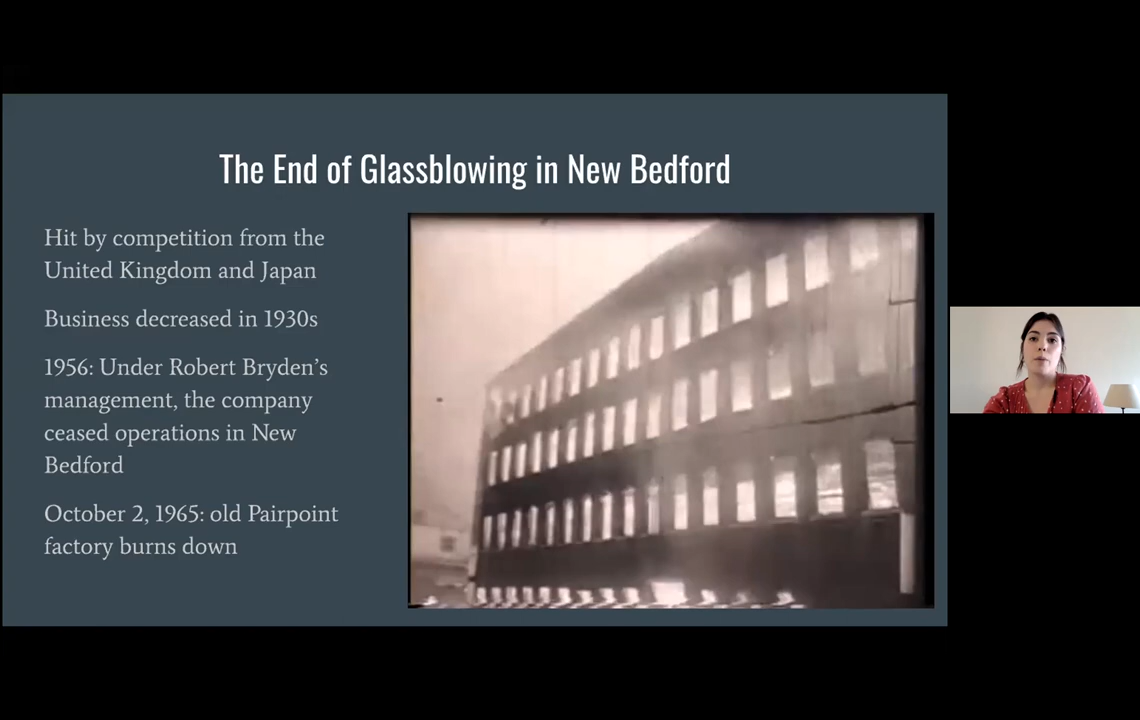 The End of Glassblowing in New Bedford
Hit by competition from the
United Kingdom and Japan
Business decreased in 1930s
1956: Under Robert Bryden’s
management, the company
ceased operations in New
Bedford
October 2, 1965: old Pairpoint
factory burns down